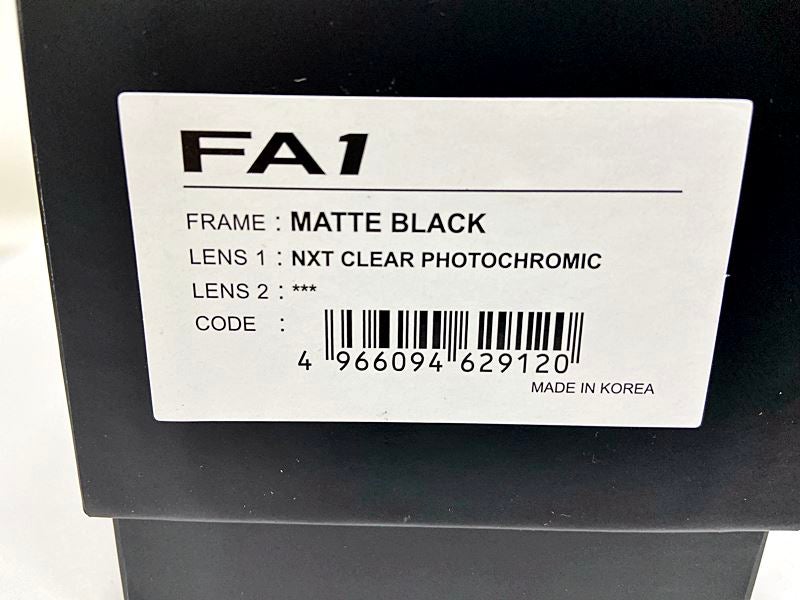 FA1
FRAME : MATTE BLACK
LENS 1 : NXT CLEAR PHOTOCHROMIC
LENS 2 : ***
CODE :
4 966094 629120
MADE IN KOREA